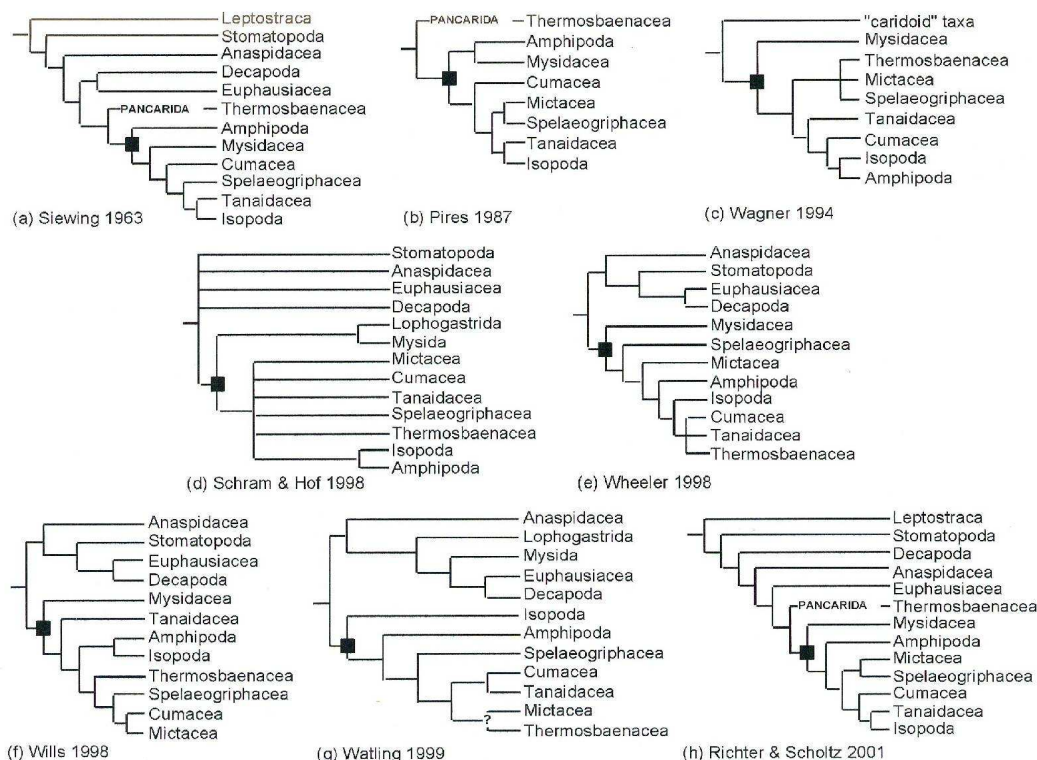 Leptostraca
Stomatopoda
Anaspidacea
Decapoda
Euphausiacea
PANCARIDA Thermosbaenacea
Amphipoda
Mysidacea
Cumacea
Spelaeogriphacea
Tanaidacea
Isopoda
(a) Siewing 1963
PANCARIDA Thermosbaenacea
Amphipoda
Mysidacea
Cumacea
Mictacea
Spelaeogriphacea
Tanaidacea
Isopoda
(b) Pires 1987
"caridoid" taxa
Mysidacea
Thermosbaenacea
Mictacea
Spelaeogriphacea
Tanaidacea
Cumacea
Isopoda
Amphipoda
(c) Wagner 1994
Stomatopoda
Anaspidacea
Euphausiacea
Decapoda
Lophogastrida
Mysida
Mictacea
Cumacea
Tanaidacea
Spelaeogriphacea
Thermosbaenacea
Isopoda
Amphipoda
(d) Schram & Hof 1998
Anaspidacea
Stomatopoda
Euphausiacea
Decapoda
Mysidacea
Spelaeogriphacea
Mictacea
Amphipoda
Isopoda
Cumacea
Tanaidacea
Thermosbaenacea
(e) Wheeler 1998
Anaspidacea
Stomatopoda
Euphausiacea
Decapoda
Mysidacea
Tanaidacea
Amphipoda
Isopoda
Thermosbaenacea
Spelaeogriphacea
Cumacea
Mictacea
(f) Wills 1998
Anaspidacea
Lophogastrida
Mysida
Euphausiacea
Decapoda
Isopoda
Amphipoda
Spelaeogriphacea
Cumacea
Tanaidacea
Mictacea
?
Thermosbaenacea
(g) Watling 1999
Leptostraca
Stomatopoda
Decapoda
Anaspidacea
Euphausiacea
PANCARIDA Thermosbaenacea
Mysidacea
Amphipoda
Mictacea
Spelaeogriphacea
Cumacea
Tanaidacea
Isopoda
(h) Richter & Scholtz 2001